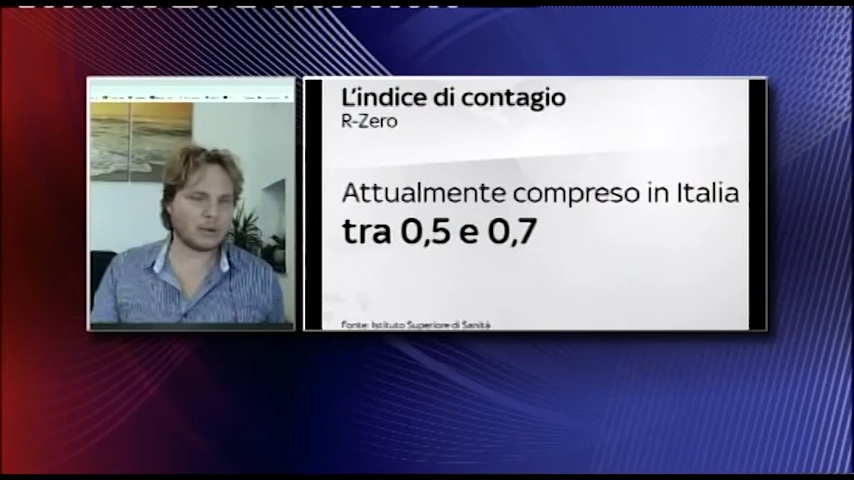 L'indice di contagio
R-Zero
Attualmente compreso in Italia
tra 0,5 e 0,7
Fonte: Istituto Superiore di Sanità